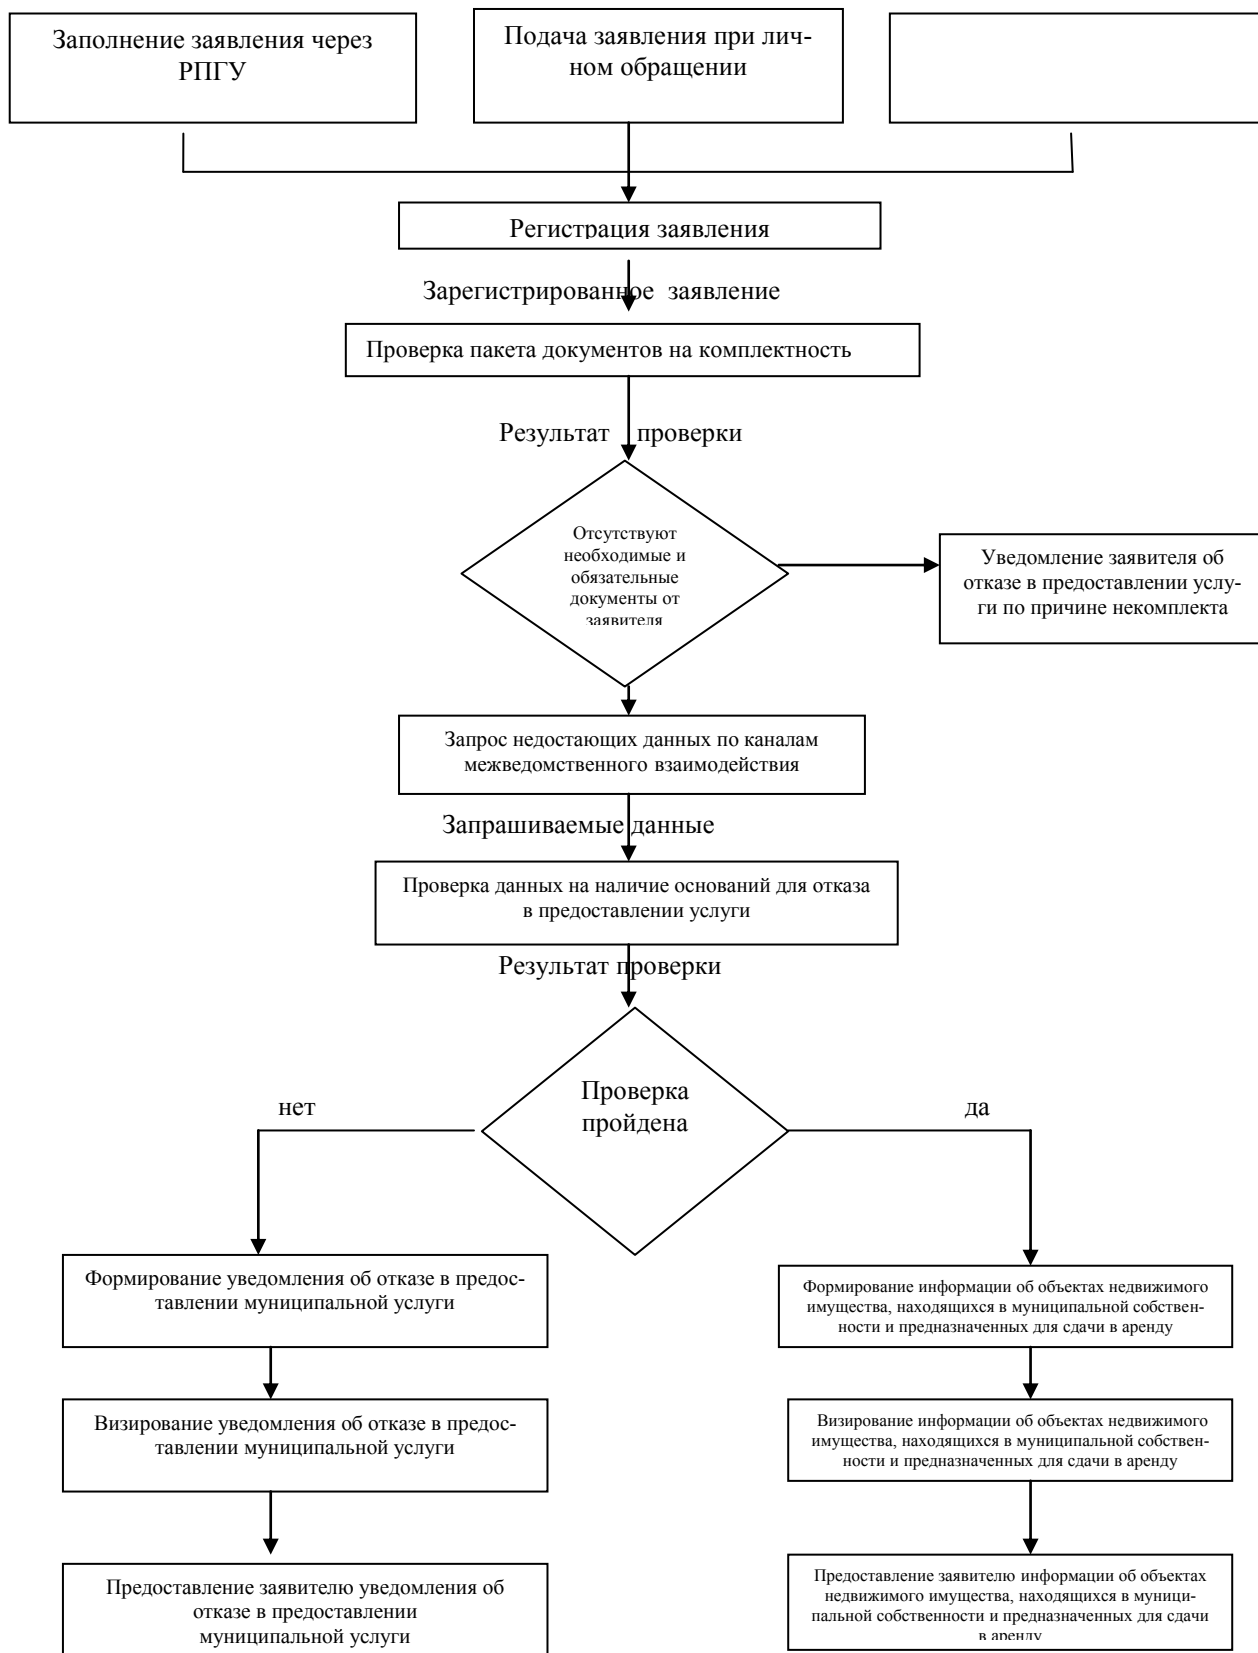 Заполнение заявления через
РПГУ
Подача заявления при лич-
ном обращении
Регистрация заявления
Зарегистрированное заявление
Проверка пакета документов на комплектность
Результат проверки
Отсутствуют
необходимые и
обязательные
документы от
заявителя
Уведомление заявителя об
отказе в предоставлении услу-
ги по причине некомплекта
Запрос недостающих данных по каналам
межведомственного взаимодействия
Запрашиваемые данные
Проверка данных на наличие оснований для отказа
в предоставлении услуги
Результат проверки
Проверка
пройдена
нет
да
Формирование уведомления об отказе в предос-
тавлении муниципальной услуги
Формирование информации об объектах недвижимого
имущества, находящихся в муниципальной собствен-
ности и предназначенных для сдачи в аренду
Визирование уведомления об отказе в предос-
тавлении муниципальной услуги
Визирование информации об объектах недвижимого
имущества, находящихся в муниципальной собствен-
ности и предназначенных для сдачи в аренду
Предоставление заявителю уведомления об
отказе в предоставлении
муниципальной услуги
Предоставление заявителю информации об объектах
недвижимого имущества, находящихся в муници-
пальной собственности и предназначенных для сдачи
в аренду